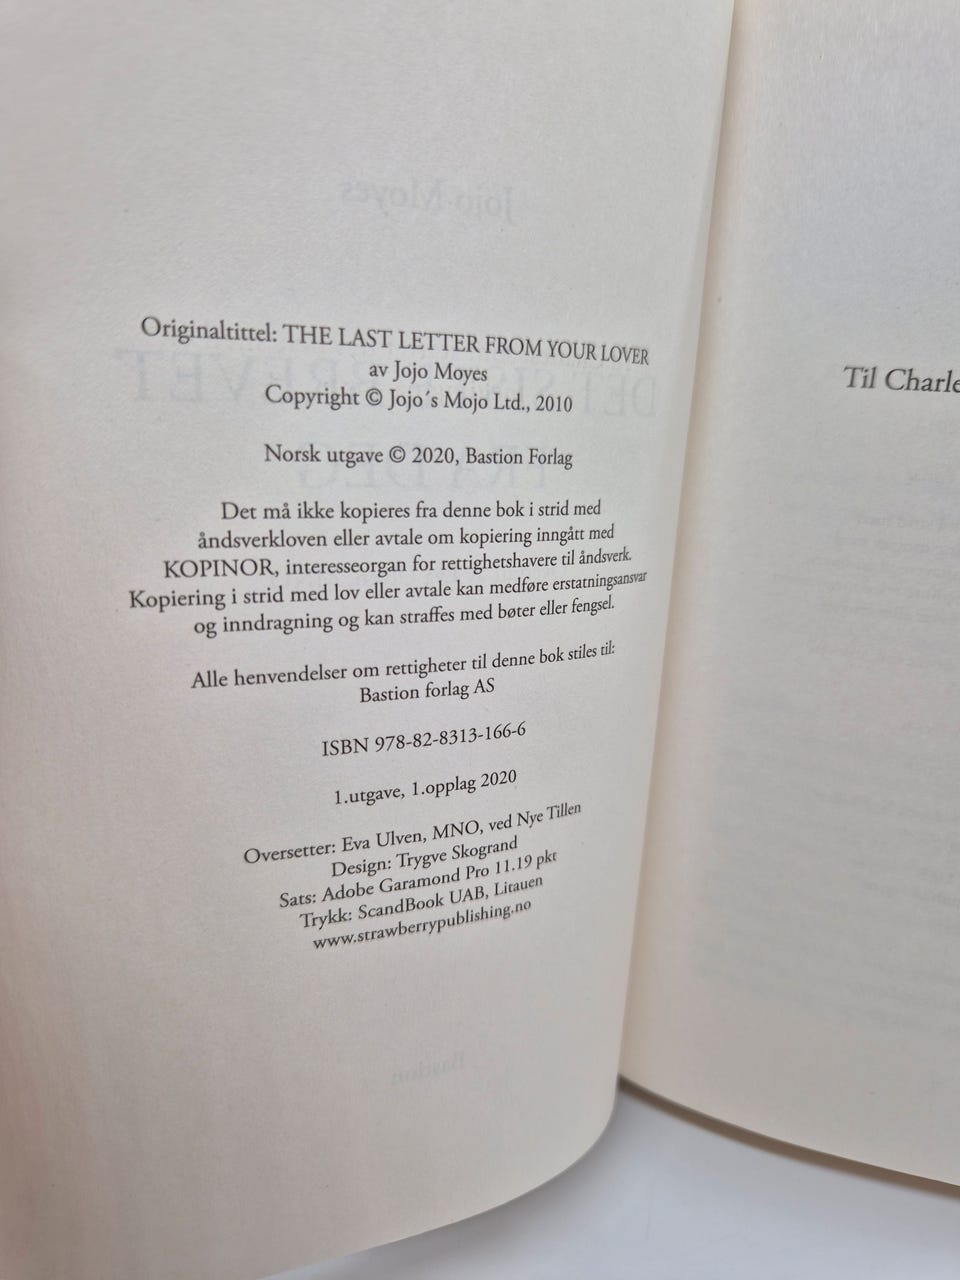 Originaltittel: THE LAST LETTER FROM YOUR LOVER
av Jojo Moyes
Copyright © Jojo´s Mojo Ltd., 2010
Norsk utgave © 2020, Bastion Forlag
Det må ikke kopieres fra denne bok i strid med
åndsverkloven eller avtale om kopiering inngått med
KOPINOR, interesseorgan for rettighetshavere til åndsverk.
Kopiering i strid med lov eller avtale kan medføre erstatningsansvar
og inndragning og kan straffes med bøter eller fengsel.
Alle henvendelser om rettigheter til denne bok stiles til:
Bastion forlag AS
ISBN 978-82-8313-166-6
1.utgave, 1.opplag 2020
Oversetter: Eva Ulven, MNO, ved Nye Tillen
Design: Trygve Skogrand
Sats: Adobe Garamond Pro 11.19 pkt
Trykk: ScandBook UAB, Litauen
www.strawberrypublishing.no
Til Charle